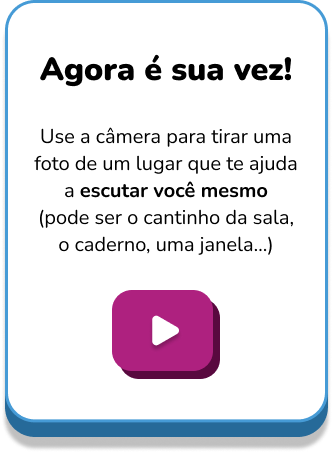 Agora é sua vez!
Use a câmera para tirar uma
foto de um lugar que te ajuda
a escutar você mesmo
(pode ser o cantinho da sala,
o caderno, uma janela...)